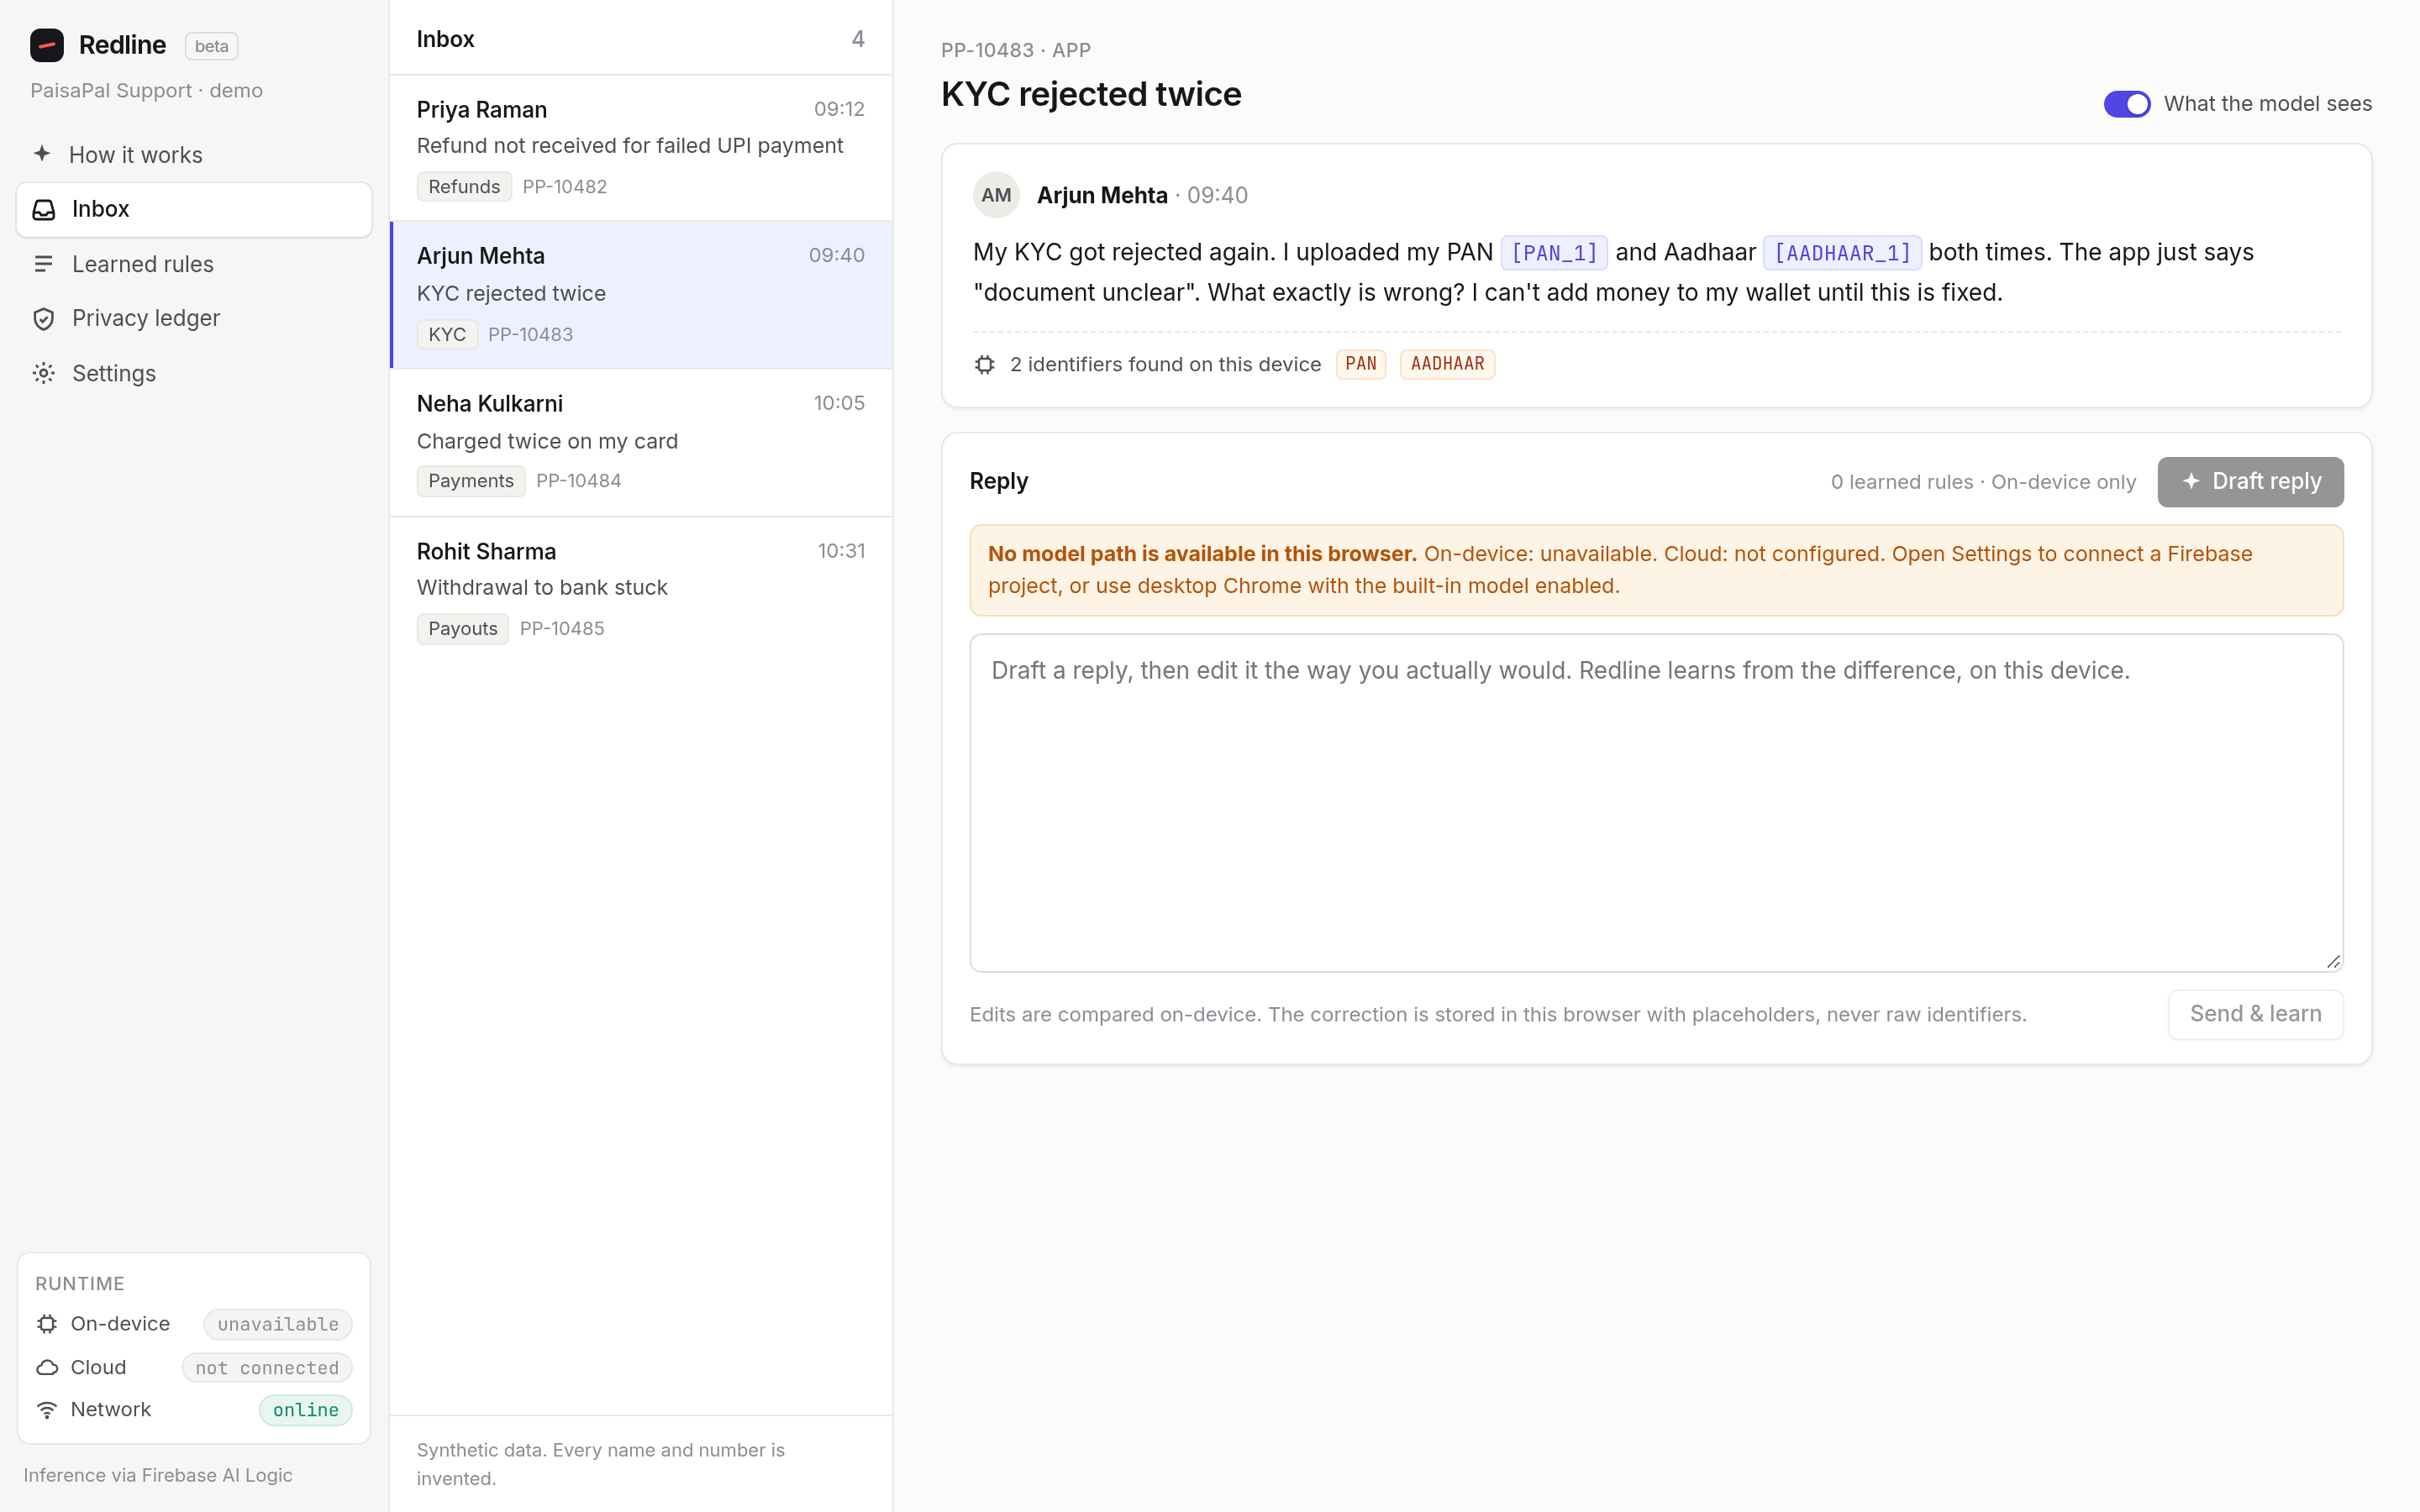 Redline beta
PaisaPal Support · demo
How it works
Inbox
Learned rules
Privacy ledger
Settings
RUNTIME
On-device unavailable
Cloud not connected
Network online
Inference via Firebase AI Logic
Inbox 4
Priya Raman 09:12
Refund not received for failed UPI payment
Refunds PP-10482
Arjun Mehta 09:40
KYC rejected twice
KYC PP-10483
Neha Kulkarni 10:05
Charged twice on my card
Payments PP-10484
Rohit Sharma 10:31
Withdrawal to bank stuck
Payouts PP-10485
Synthetic data. Every name and number is
invented.
PP-10483 · APP
KYC rejected twice
What the model sees
AM Arjun Mehta · 09:40
My KYC got rejected again. I uploaded my PAN [PAN_1] and Aadhaar [AADHAAR_1] both times. The app just says
"document unclear". What exactly is wrong? I can't add money to my wallet until this is fixed.
2 identifiers found on this device PAN AADHAAR
Reply 0 learned rules · On-device only Draft reply
No model path is available in this browser. On-device: unavailable. Cloud: not configured. Open Settings to connect a Firebase
project, or use desktop Chrome with the built-in model enabled.
Draft a reply, then edit it the way you actually would. Redline learns from the difference, on this device.
Edits are compared on-device. The correction is stored in this browser with placeholders, never raw identifiers. Send & learn